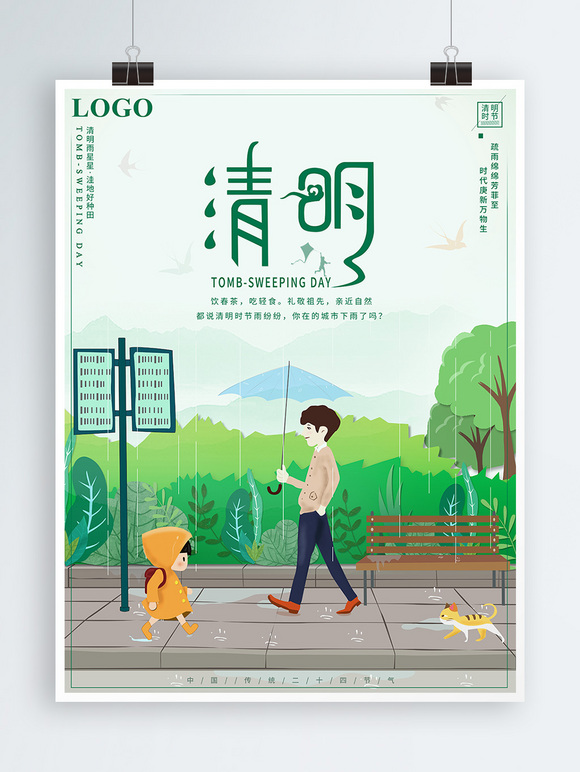 LOGO
清明雨星星·洼地好种田
TOMB-SWEEPING DAY
清明
时节
疏雨绵绵芳菲至
时代庚新万物生
清明
TOMB-SWEEPING DAY
饮春茶，吃轻食。礼敬祖先，亲近自然
都说清明时节雨纷纷，你在的城市下雨了吗？
中国传统二十四节气